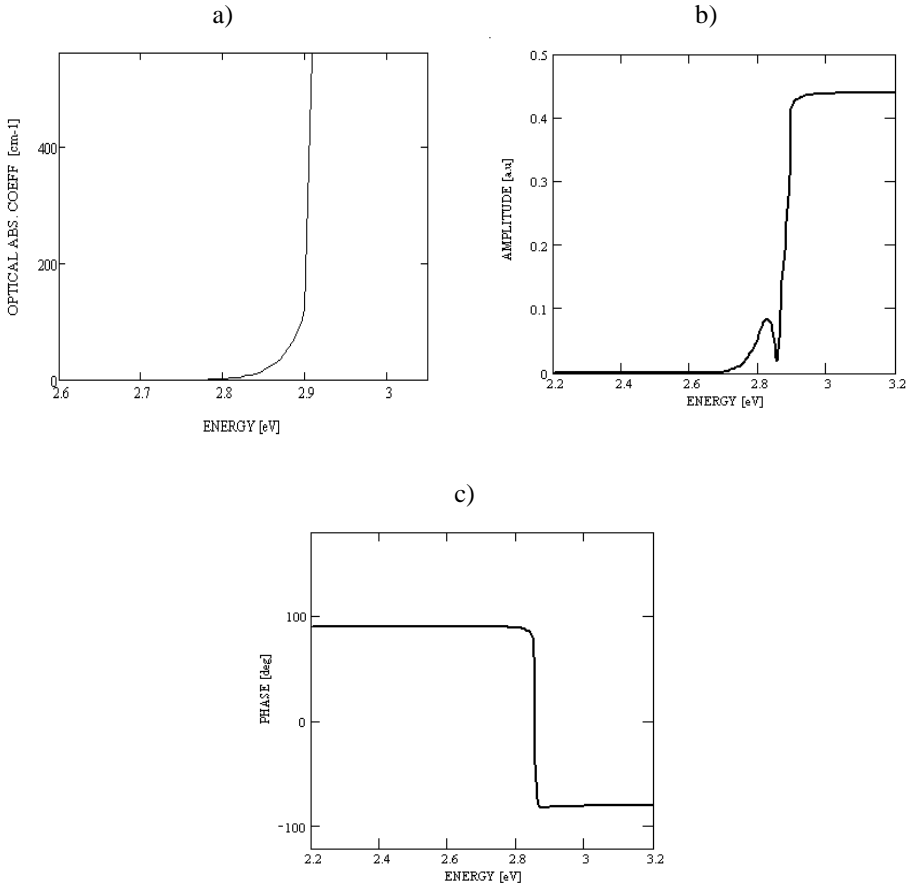 a)
OPTICAL ABS. COEFF [cm-1]
400
200
0
2.6 2.7 2.8 2.9 3
ENERGY [eV]
b)
AMPLITUDE [a.u]
0.5
0.4
0.3
0.2
0.1
0
2.2 2.4 2.6 2.8 3 3.2
ENERGY [eV]
c)
PHASE [deg]
100
0
-100
2.2 2.4 2.6 2.8 3 3.2
ENERGY [eV]